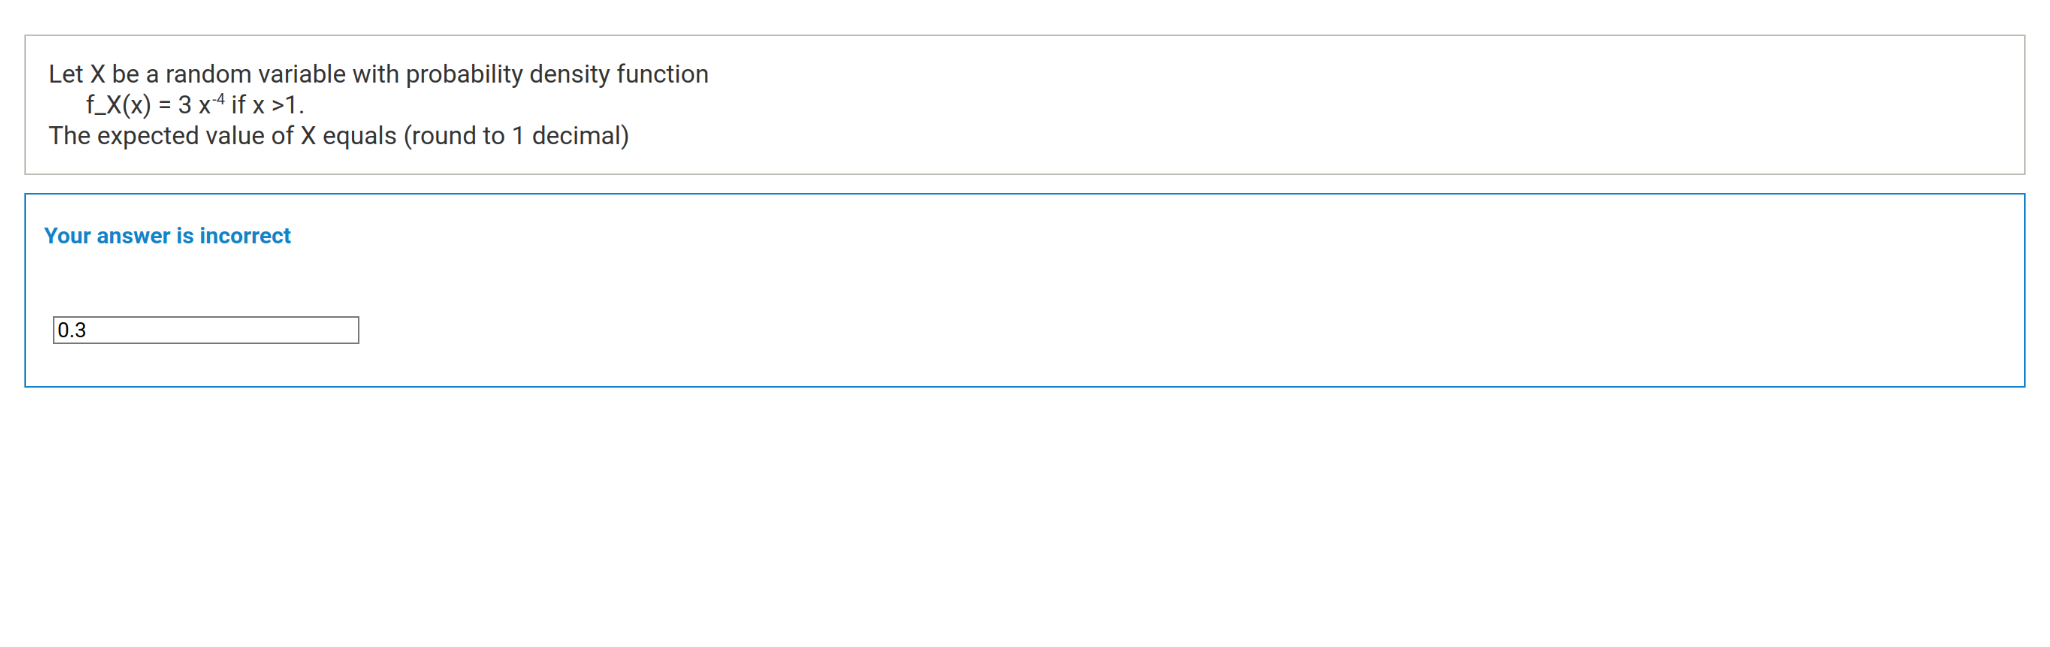 Let X be a random variable with probability density function
f_X(x) = 3 x⁻⁴ if x >1.
The expected value of X equals (round to 1 decimal)
Your answer is incorrect
0.3